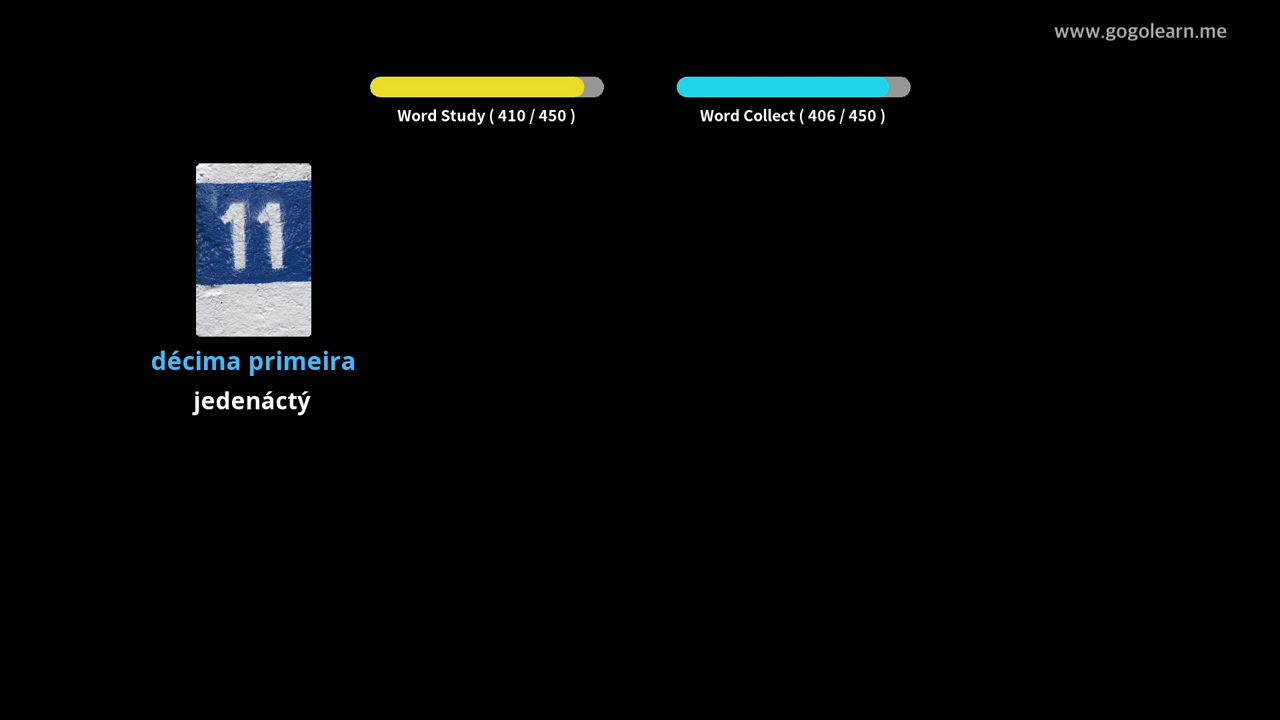 www.gogolearn.me
Word Study ( 410 / 450 )
Word Collect ( 406 / 450 )
11
décima primeira
jedenáctý